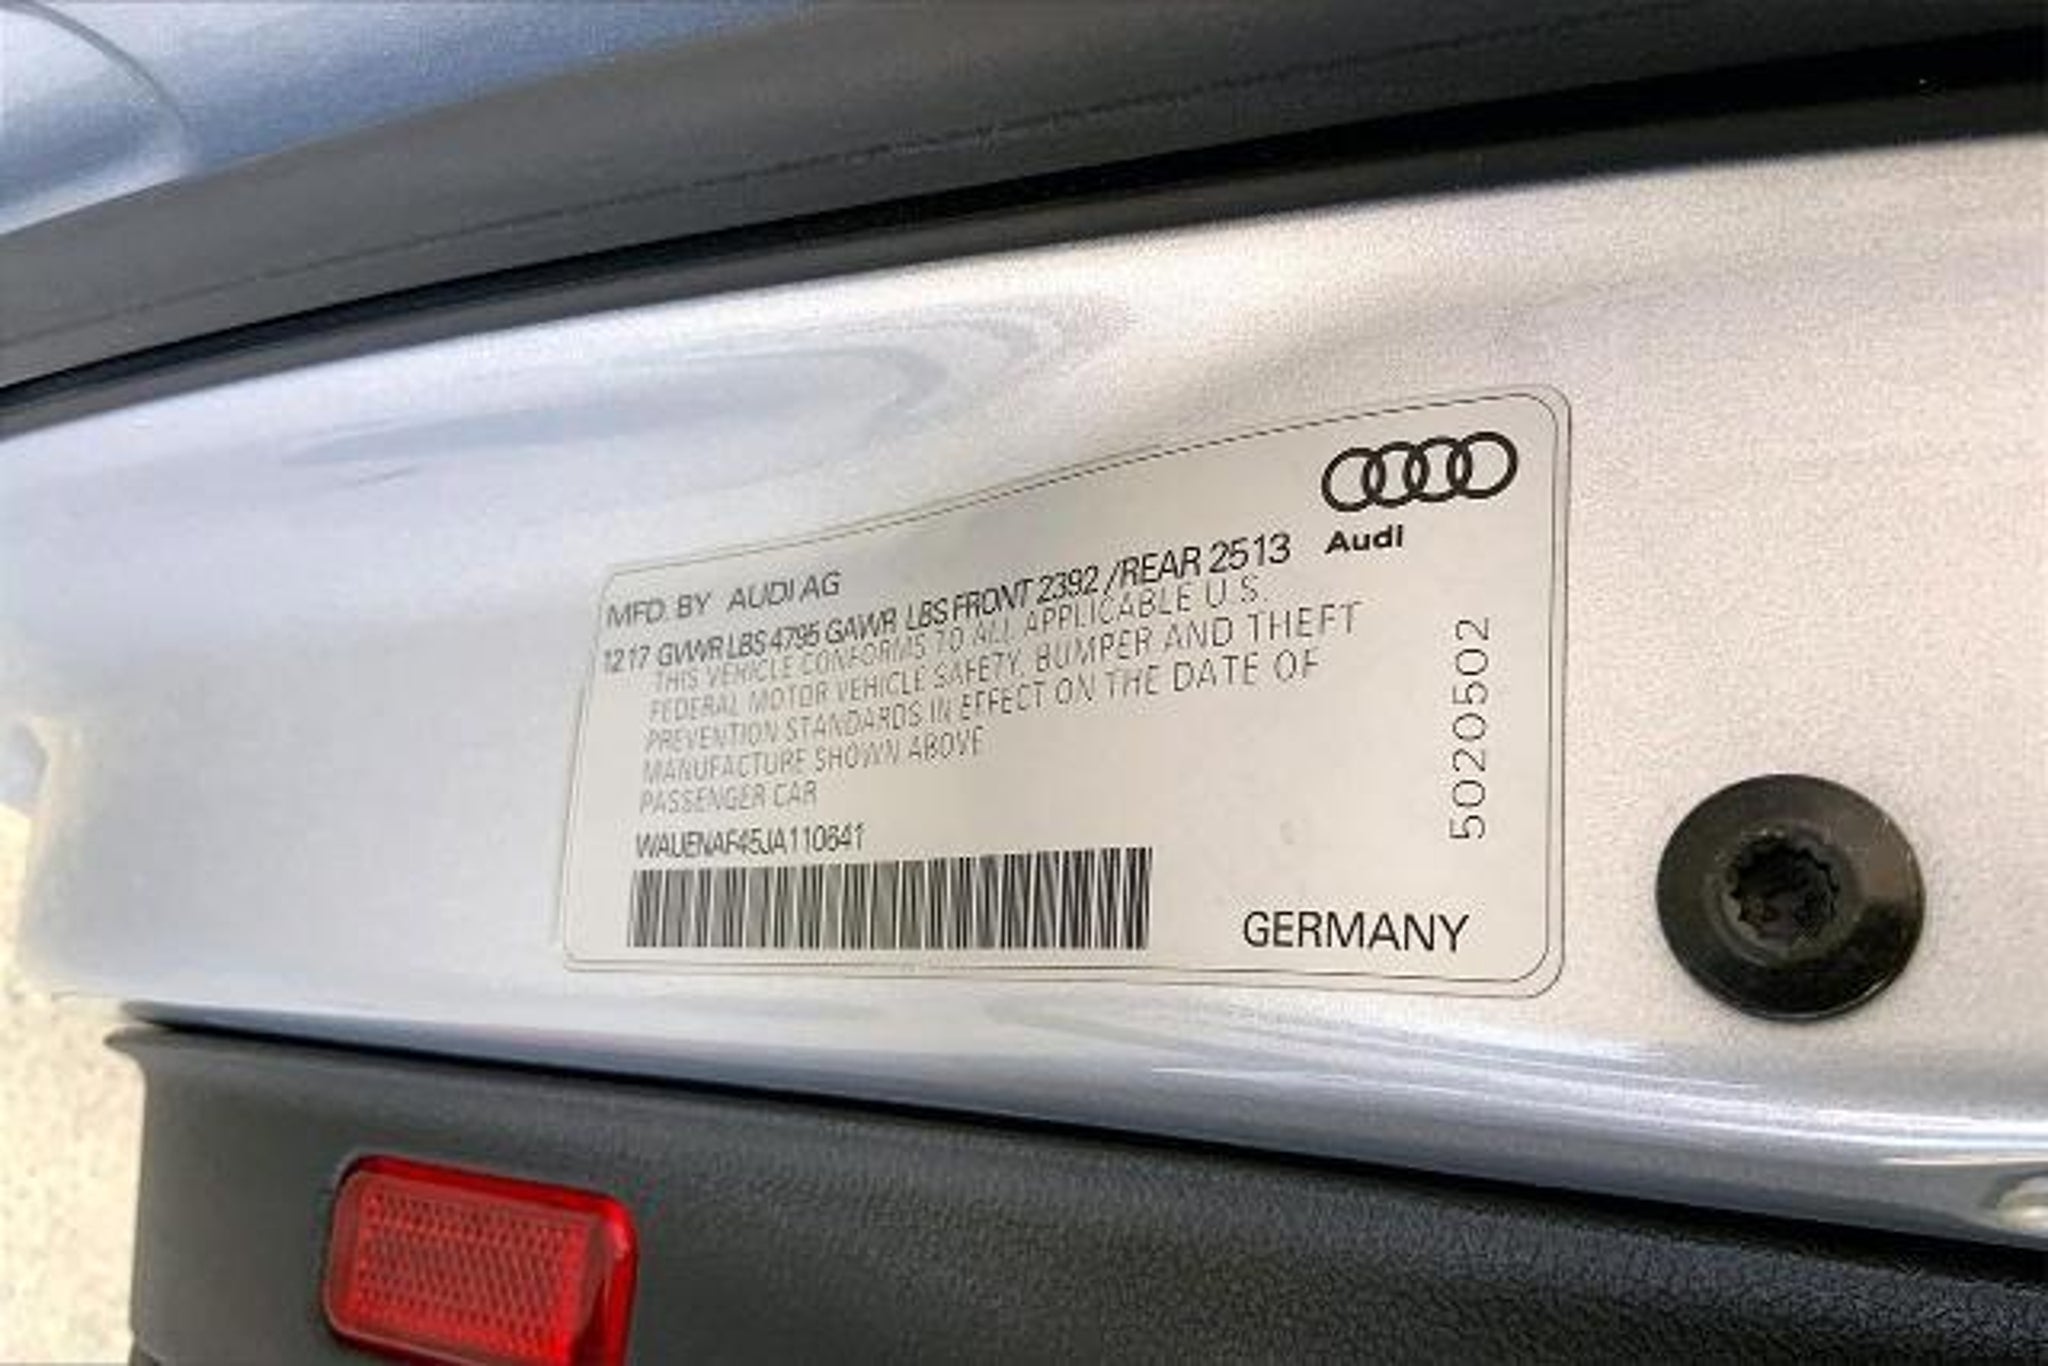 Audi
MFD. BY AUDI AG
12 17 GVWR LBS 4795 GAWR LBS FRONT 2392 / REAR 2513
THIS VEHICLE CONFORMS TO ALL APPLICABLE U.S.
FEDERAL MOTOR VEHICLE SAFETY, BUMPER AND THEFT
PREVENTION STANDARDS IN EFFECT ON THE DATE OF
MANUFACTURE SHOWN ABOVE
PASSENGER CAR
WAUENAF45JA110641
GERMANY
5020502